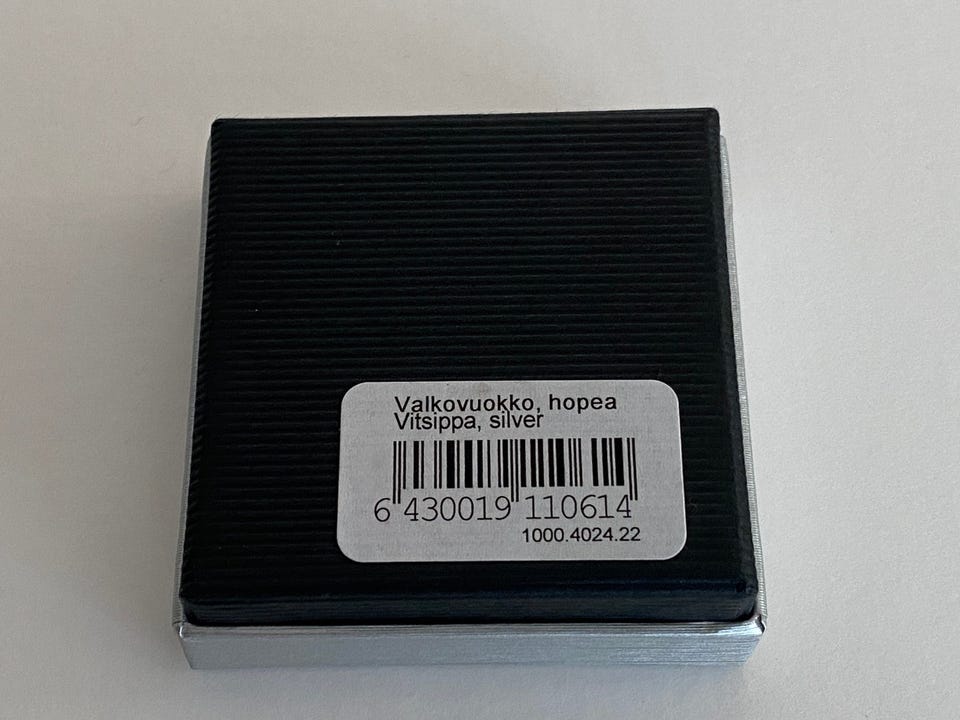 Valkovuokko, hopea
Vitsippa, silver
6 430019 110614
1000.4024.22